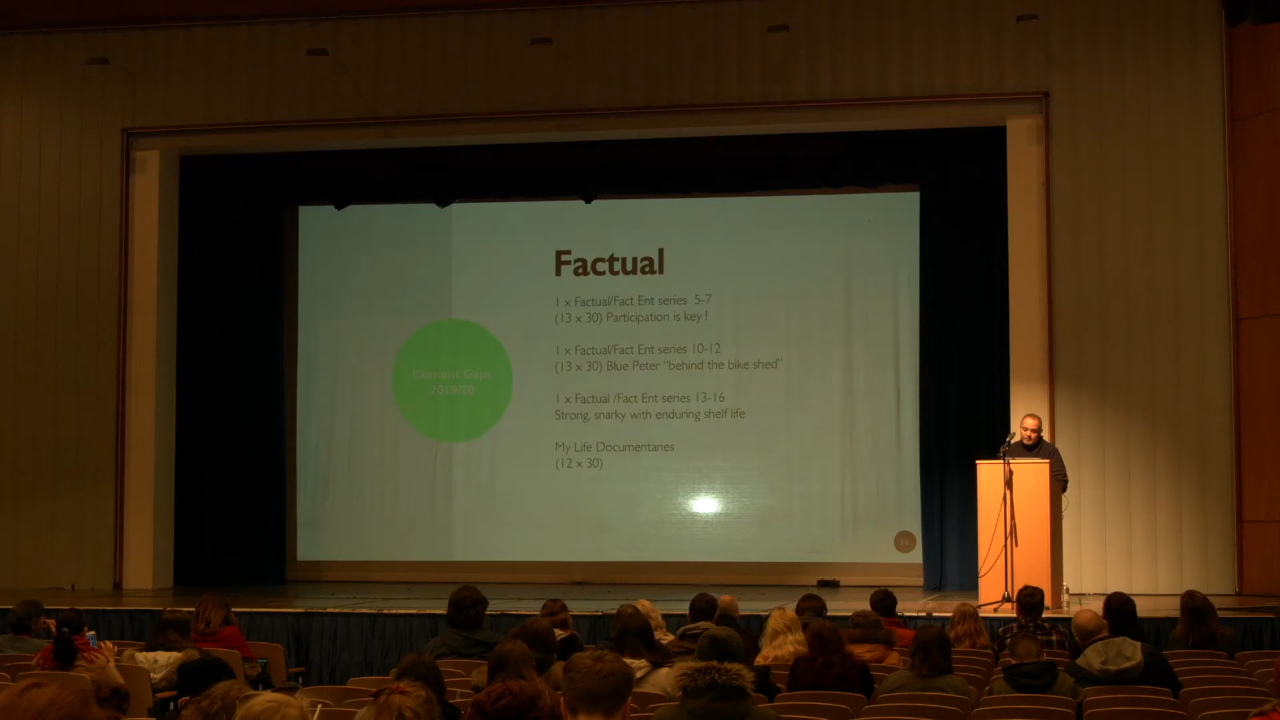 Factual
1 x Factual/Fact Ent series 5-7
(13 x 30) Participation is key !
1 x Factual/Fact Ent series 10-12
(13 x 30) Blue Peter "behind the bike shed"
1 x Factual /Fact Ent series 13-16
Strong, snarky with enduring shelf life
My Life Documentaries
(12 x 30)